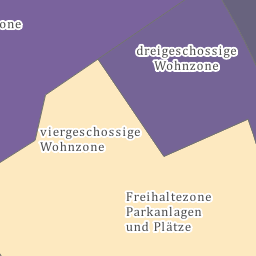 one
dreigeschossige
Wohnzone
viergeschossige
Wohnzone
Freihaltezone
Parkanlagen
und Plätze